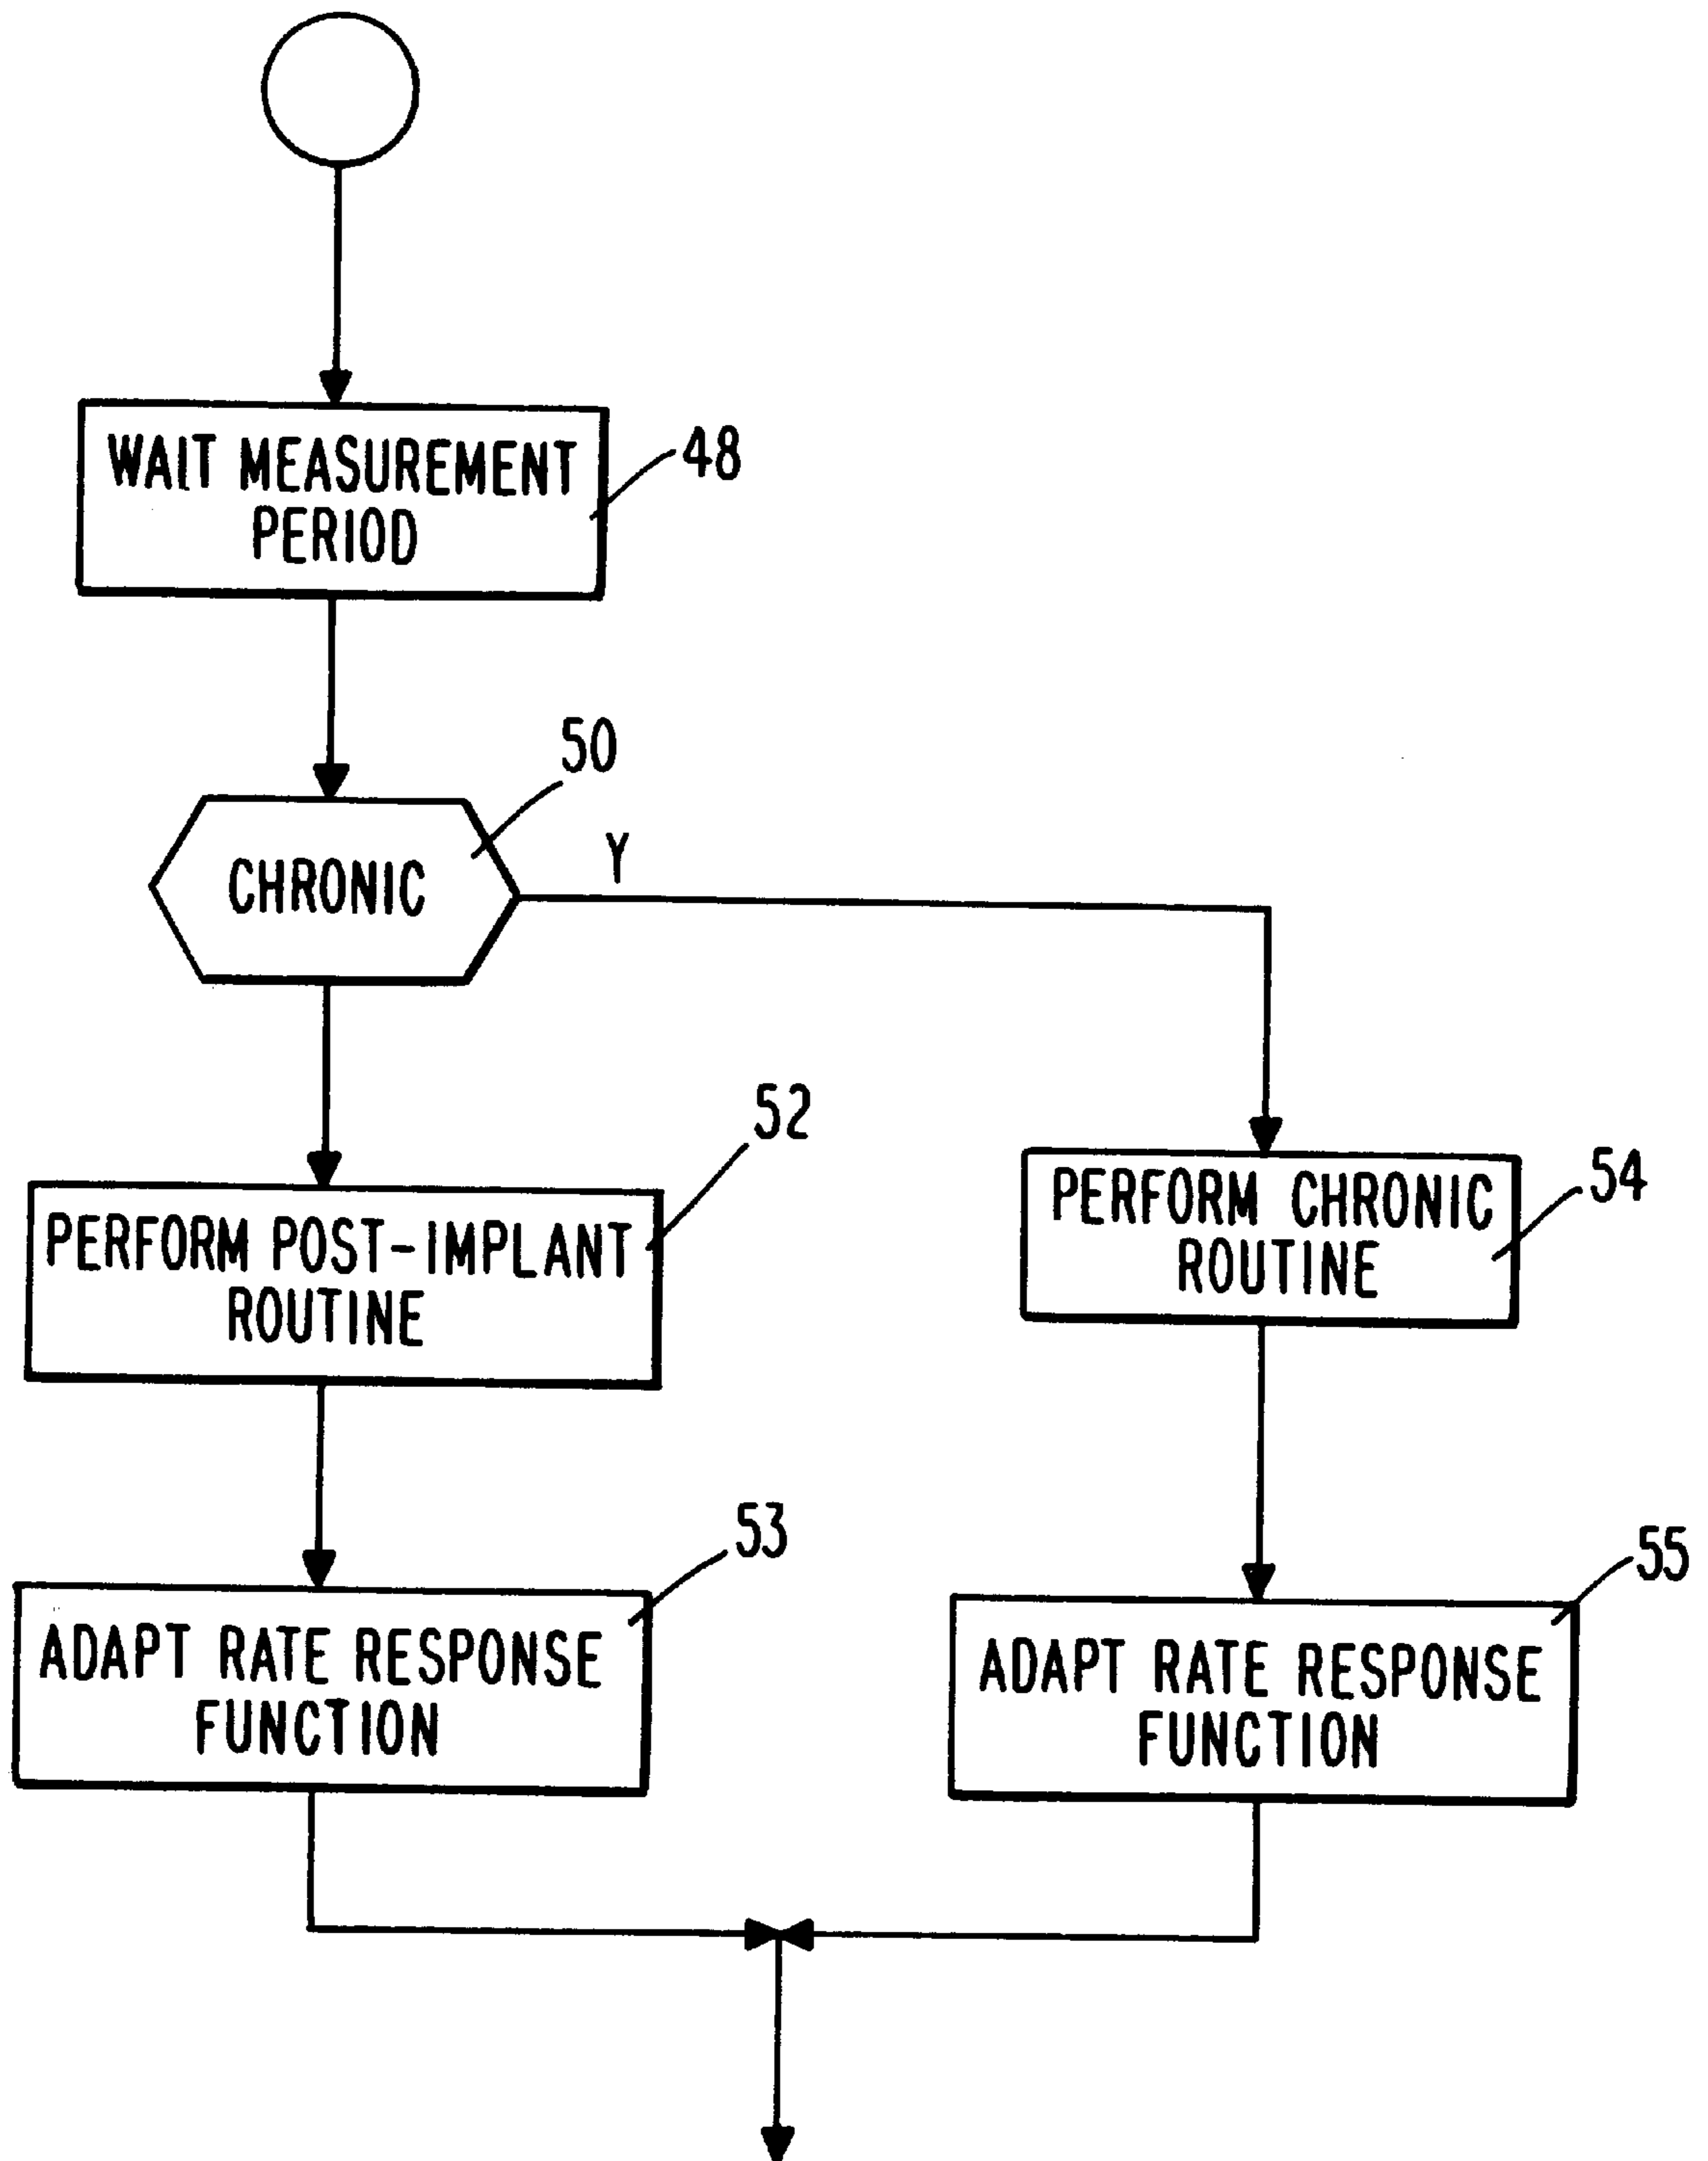 WAIT MEASUREMENT
PERIOD
48
50
CHRONIC
Y
52
PERFORM POST-IMPLANT
ROUTINE
54
PERFORM CHRONIC
ROUTINE
53
ADAPT RATE RESPONSE
FUNCTION
55
ADAPT RATE RESPONSE
FUNCTION